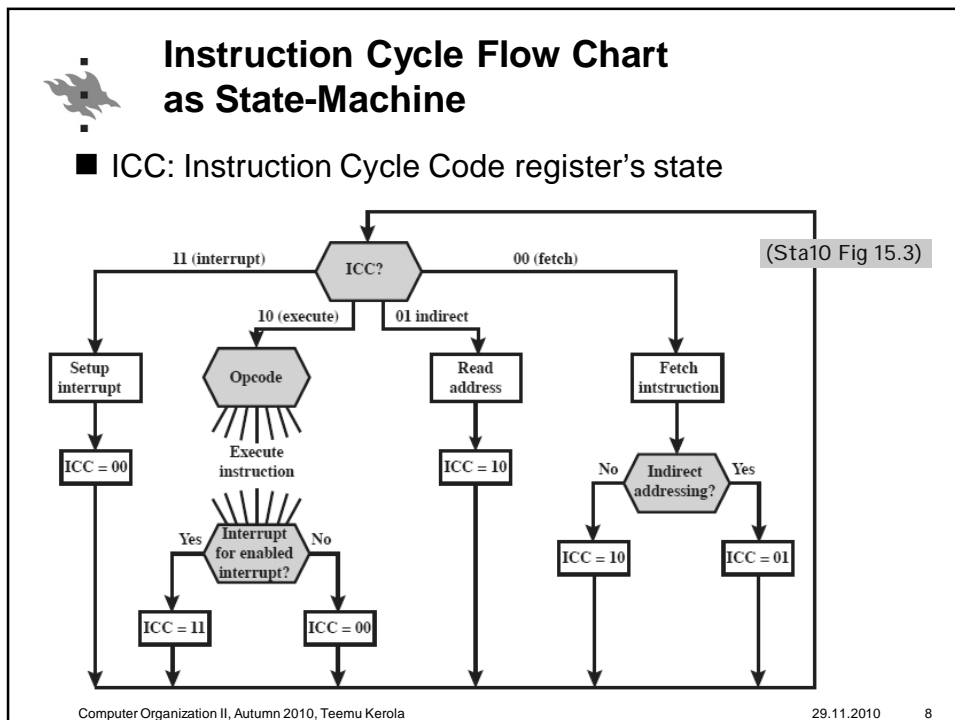 Instruction Cycle Flow Chart
as State-Machine
■ ICC: Instruction Cycle Code register's state
(Sta10 Fig 15.3)
11 (interrupt)
ICC?
00 (fetch)
10 (execute)
01 indirect
Setup
interrupt
Opcode
Read
address
Fetch
intstruction
ICC = 00
Execute
instruction
ICC = 10
No
Indirect
addressing?
Yes
Yes
Interrupt
for enabled
interrupt?
No
ICC = 10
ICC = 01
ICC = 11
ICC = 00
Computer Organization II, Autumn 2010, Teemu Kerola
29.11.2010
8